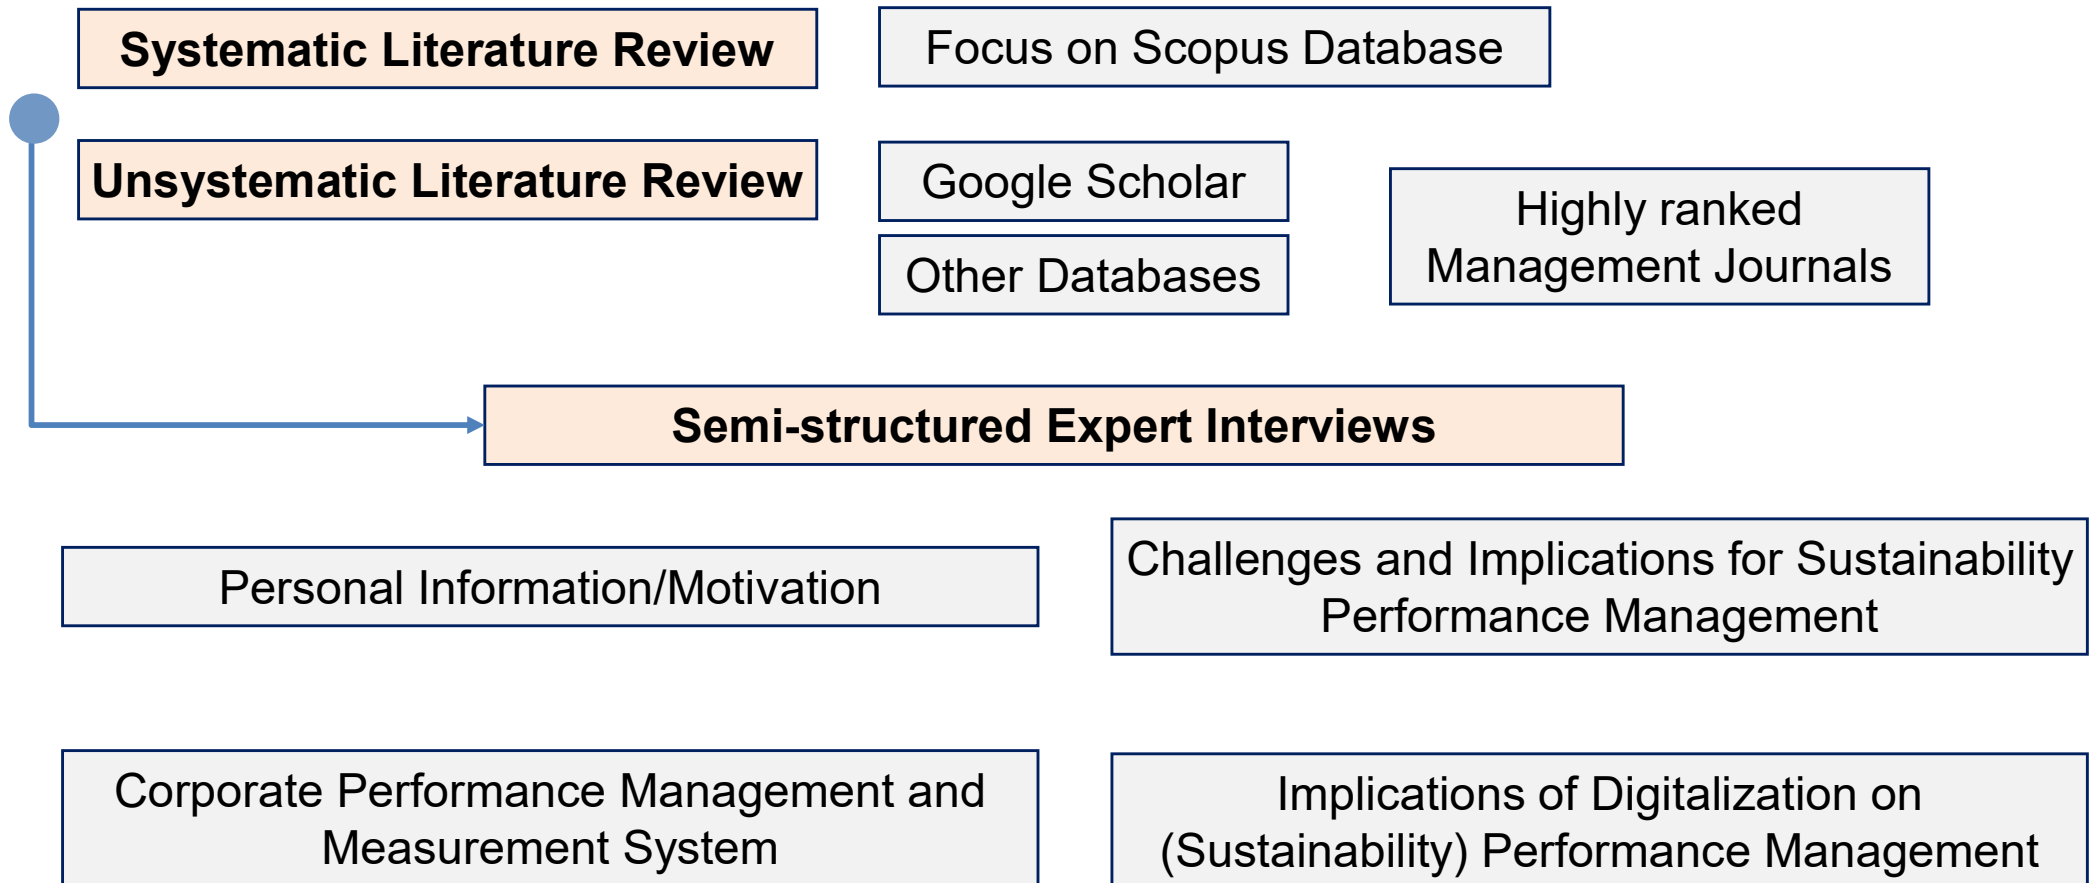 Systematic Literature Review
Focus on Scopus Database
Unsystematic Literature Review
Google Scholar
Other Databases
Highly ranked
Management Journals
Semi-structured Expert Interviews
Personal Information/Motivation
Challenges and Implications for Sustainability
Performance Management
Corporate Performance Management and
Measurement System
Implications of Digitalization on
(Sustainability) Performance Management